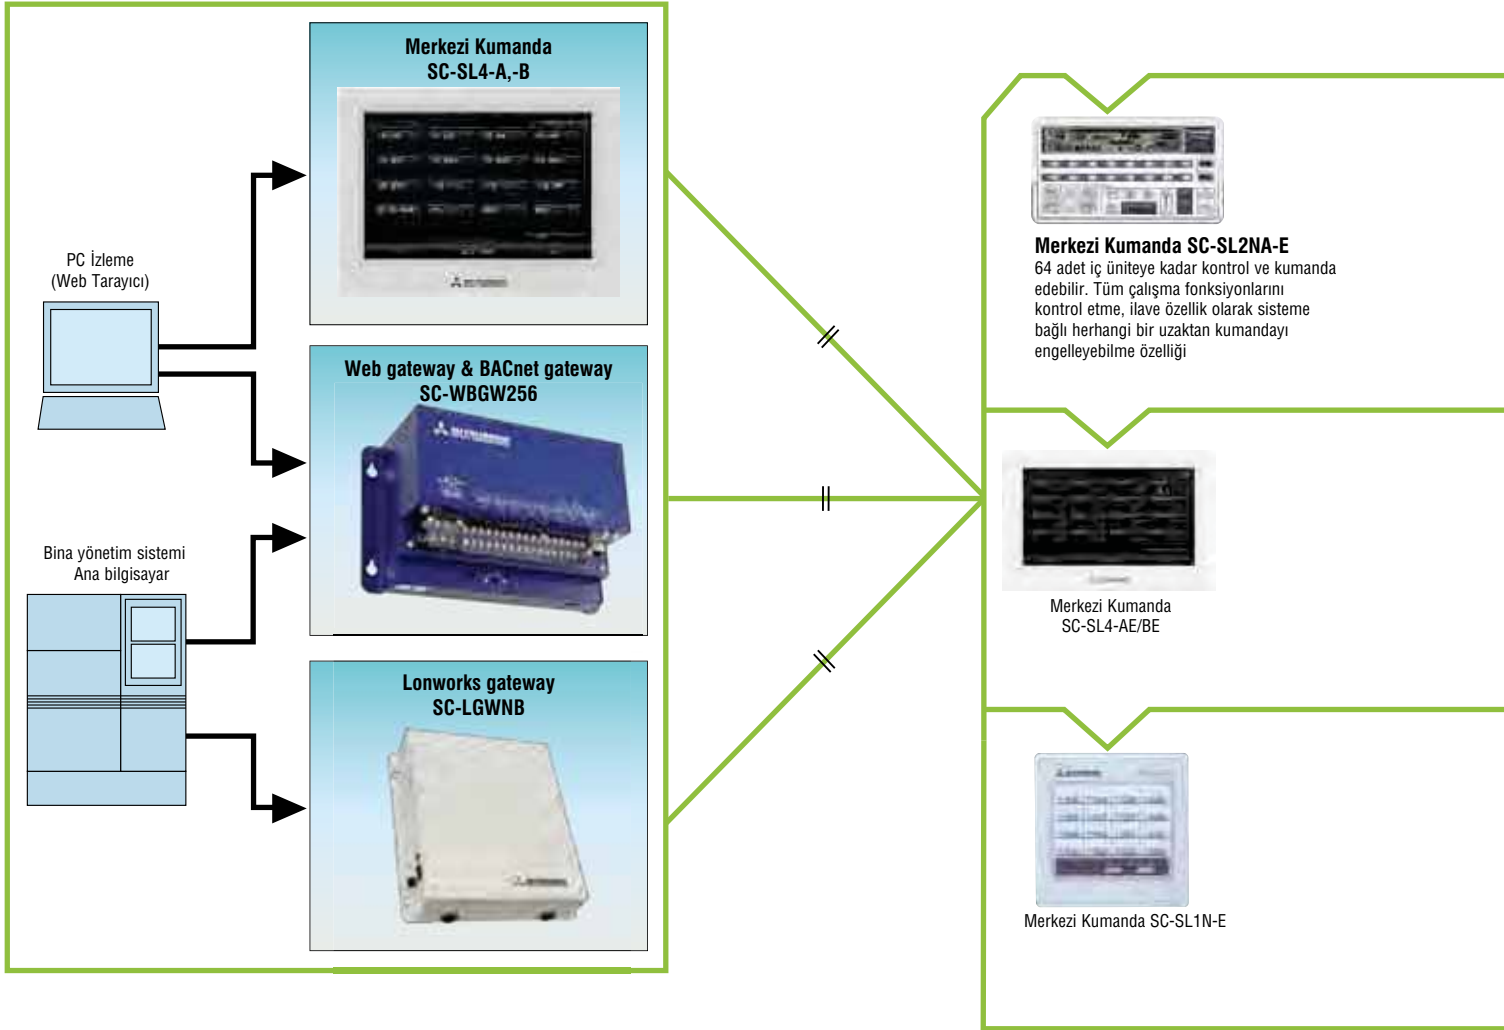 Merkezi Kumanda
SC-SL4-A,-B
PC İzleme
(Web Tarayıcı)
Web gateway & BACnet gateway
SC-WBGW256
Bina yönetim sistemi
Ana bilgisayar
Lonworks gateway
SC-LGWNB
Merkezi Kumanda SC-SL2NA-E
64 adet iç üniteye kadar kontrol ve kumanda
edebilir. Tüm çalışma fonksiyonlarını
kontrol etme, ilave özellik olarak sisteme
bağlı herhangi bir uzaktan kumandayı
engelleyebilme özelliği
Merkezi Kumanda
SC-SL4-AE/BE
Merkezi Kumanda SC-SL1N-E